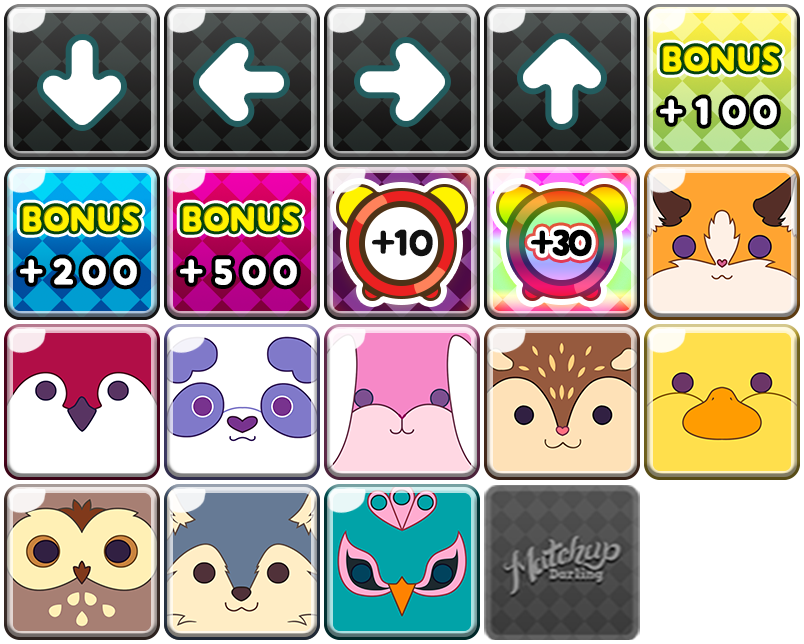 BONUS
+100
BONUS
+200
BONUS
+500
+10
+30
Matchup
Darling